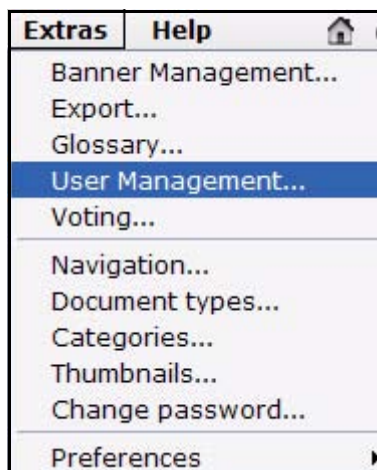 Extras Help
Banner Management...
Export...
Glossary...
User Management...
Voting...
Navigation...
Document types...
Categories...
Thumbnails...
Change password...
Preferences